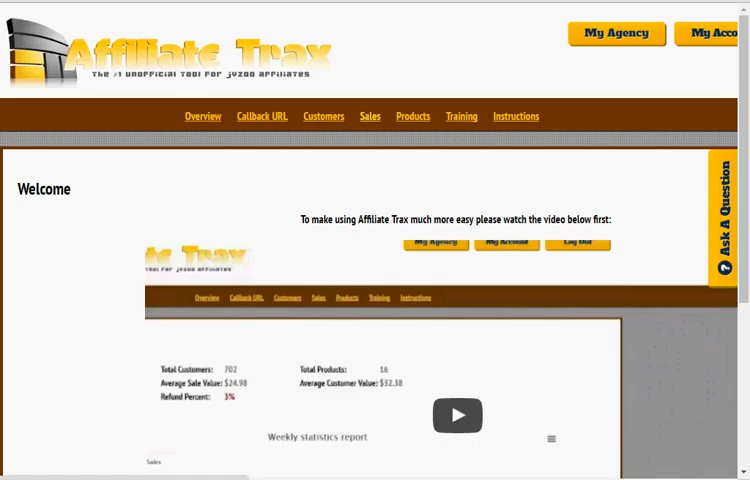 Affiliate Trax
The #1 unofficial tool for jvzoo affiliates
My Agency
My Acco
Overview Callback URL Customers Sales Products Training Instructions
Welcome
? Ask A Question
To make using Affiliate Trax much more easy please watch the video below first:
te Trax
tool for jvzoo affiliates
My Agency My Account Log Out
Overview Callback URL Customers Sales Products Training Instructions
Total Customers: 702 Total Products: 16
Average Sale Value: $24.98 Average Customer Value: $32.38
Refund Percent: 3%
Weekly statistics report
Sales